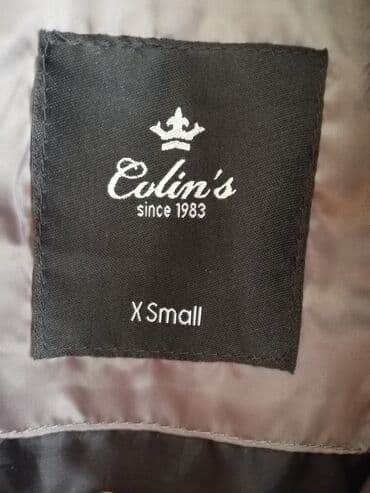 Colin's
since 1983
X Small